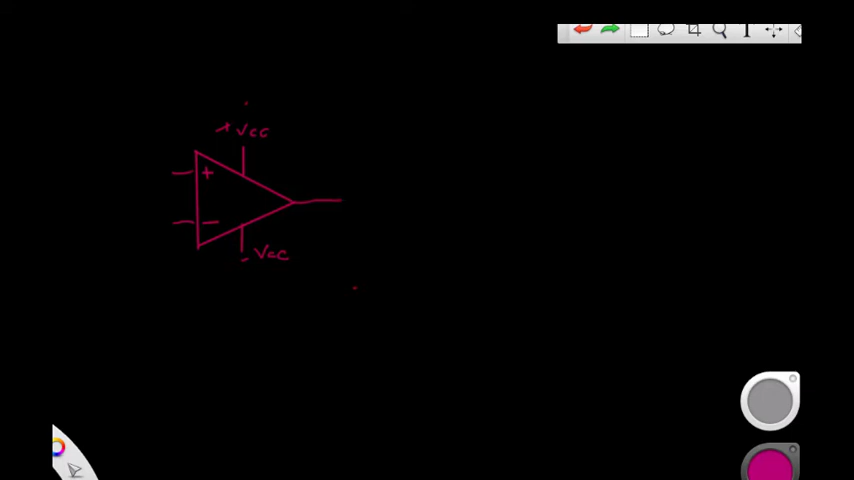 + Vcc
+
-
- Vcc